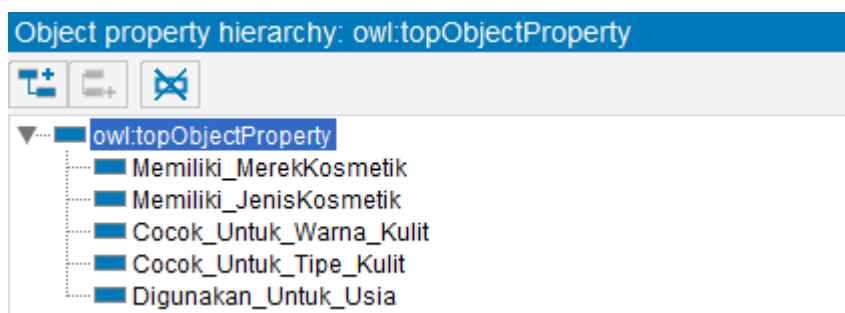 Object property hierarchy: owl:topObjectProperty
owl:topObjectProperty
Memiliki_MerekKosmetik
Memiliki_JenisKosmetik
Cocok_Untuk_Warna_Kulit
Cocok_Untuk_Tipe_Kulit
Digunakan_Untuk_Usia